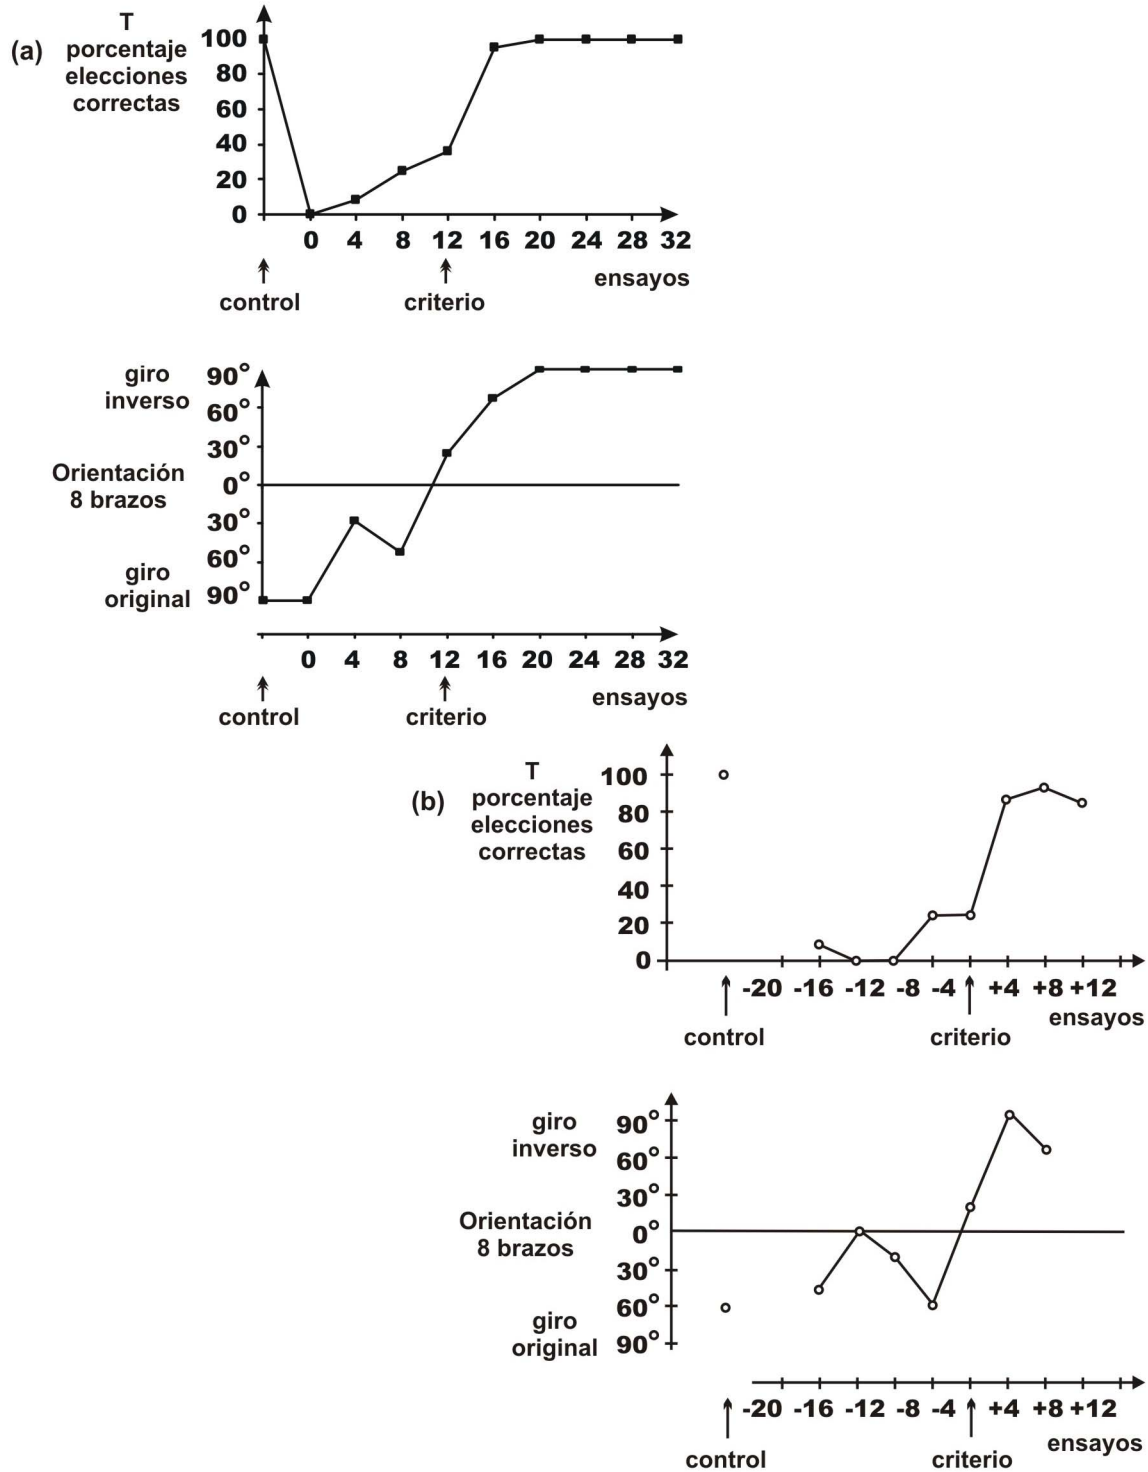 (a)
T
porcentaje
elecciones
correctas
100
80
60
40
20
0
0 4 8 12 16 20 24 28 32
ensayos
control criterio
giro
inverso
Orientación
8 brazos
giro
original
90°
60°
30°
0°
30°
60°
90°
0 4 8 12 16 20 24 28 32
ensayos
control criterio
(b)
T
porcentaje
elecciones
correctas
100
80
60
40
20
0
-20 -16 -12 -8 -4 +4 +8 +12
ensayos
control criterio
giro
inverso
Orientación
8 brazos
giro
original
90°
60°
30°
0°
30°
60°
90°
-20 -16 -12 -8 -4 +4 +8 +12
ensayos
control criterio